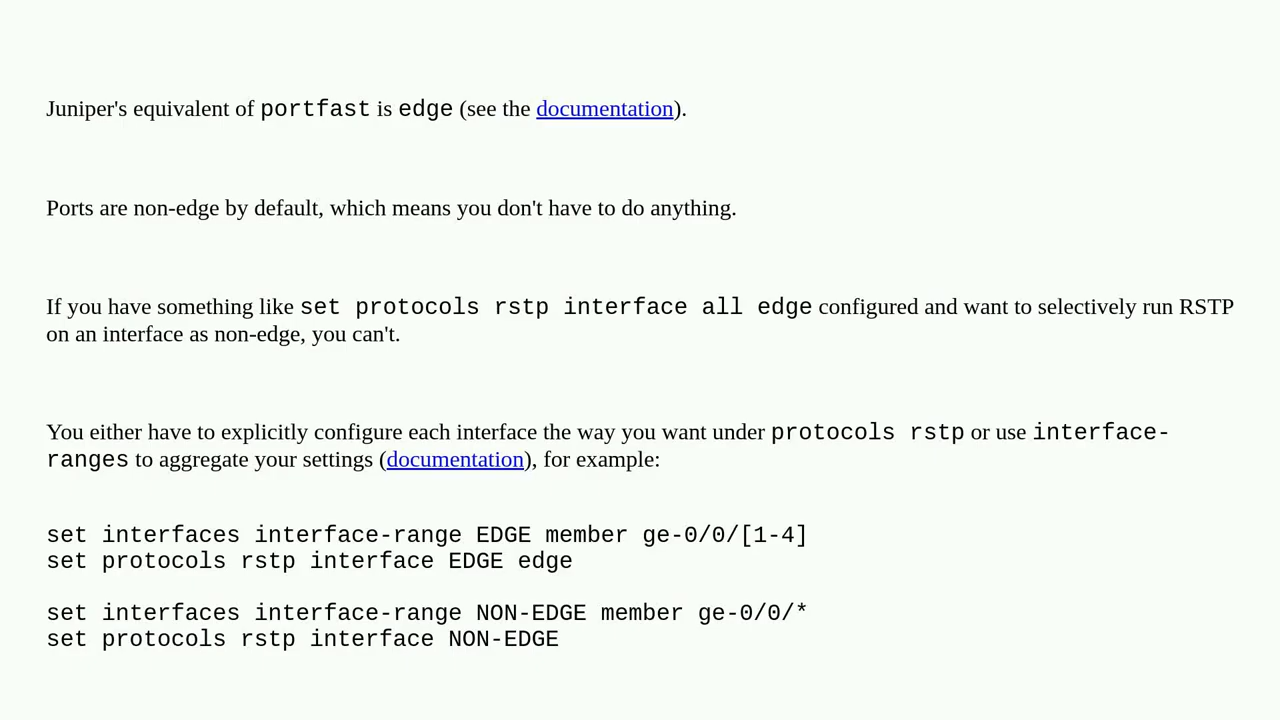 Juniper's equivalent of portfast is edge (see the documentation).
Ports are non-edge by default, which means you don't have to do anything.
If you have something like set protocols rstp interface all edge configured and want to selectively run RSTP
on an interface as non-edge, you can't.
You either have to explicitly configure each interface the way you want under protocols rstp or use interface-
ranges to aggregate your settings (documentation), for example:
set interfaces interface-range EDGE member ge-0/0/[1-4]
set protocols rstp interface EDGE edge
set interfaces interface-range NON-EDGE member ge-0/0/*
set protocols rstp interface NON-EDGE